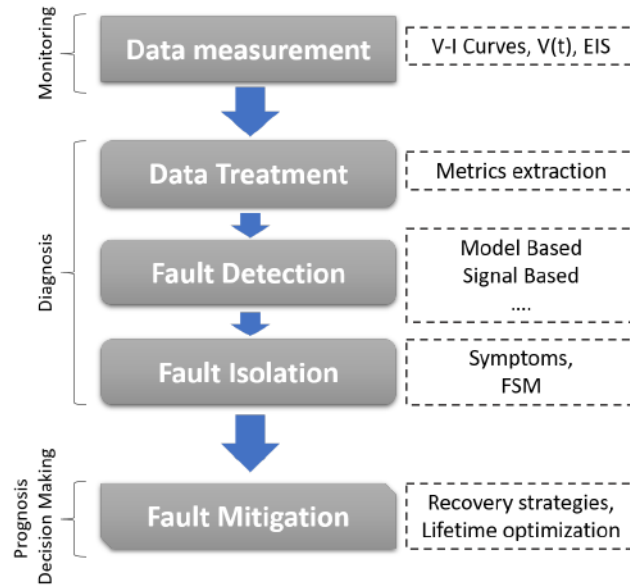 Monitoring
Data measurement
V-I Curves, V(t), EIS
Diagnosis
Data Treatment
Metrics extraction
Fault Detection
Model Based
Signal Based
....
Fault Isolation
Symptoms,
FSM
Prognosis
Decision Making
Fault Mitigation
Recovery strategies,
Lifetime optimization